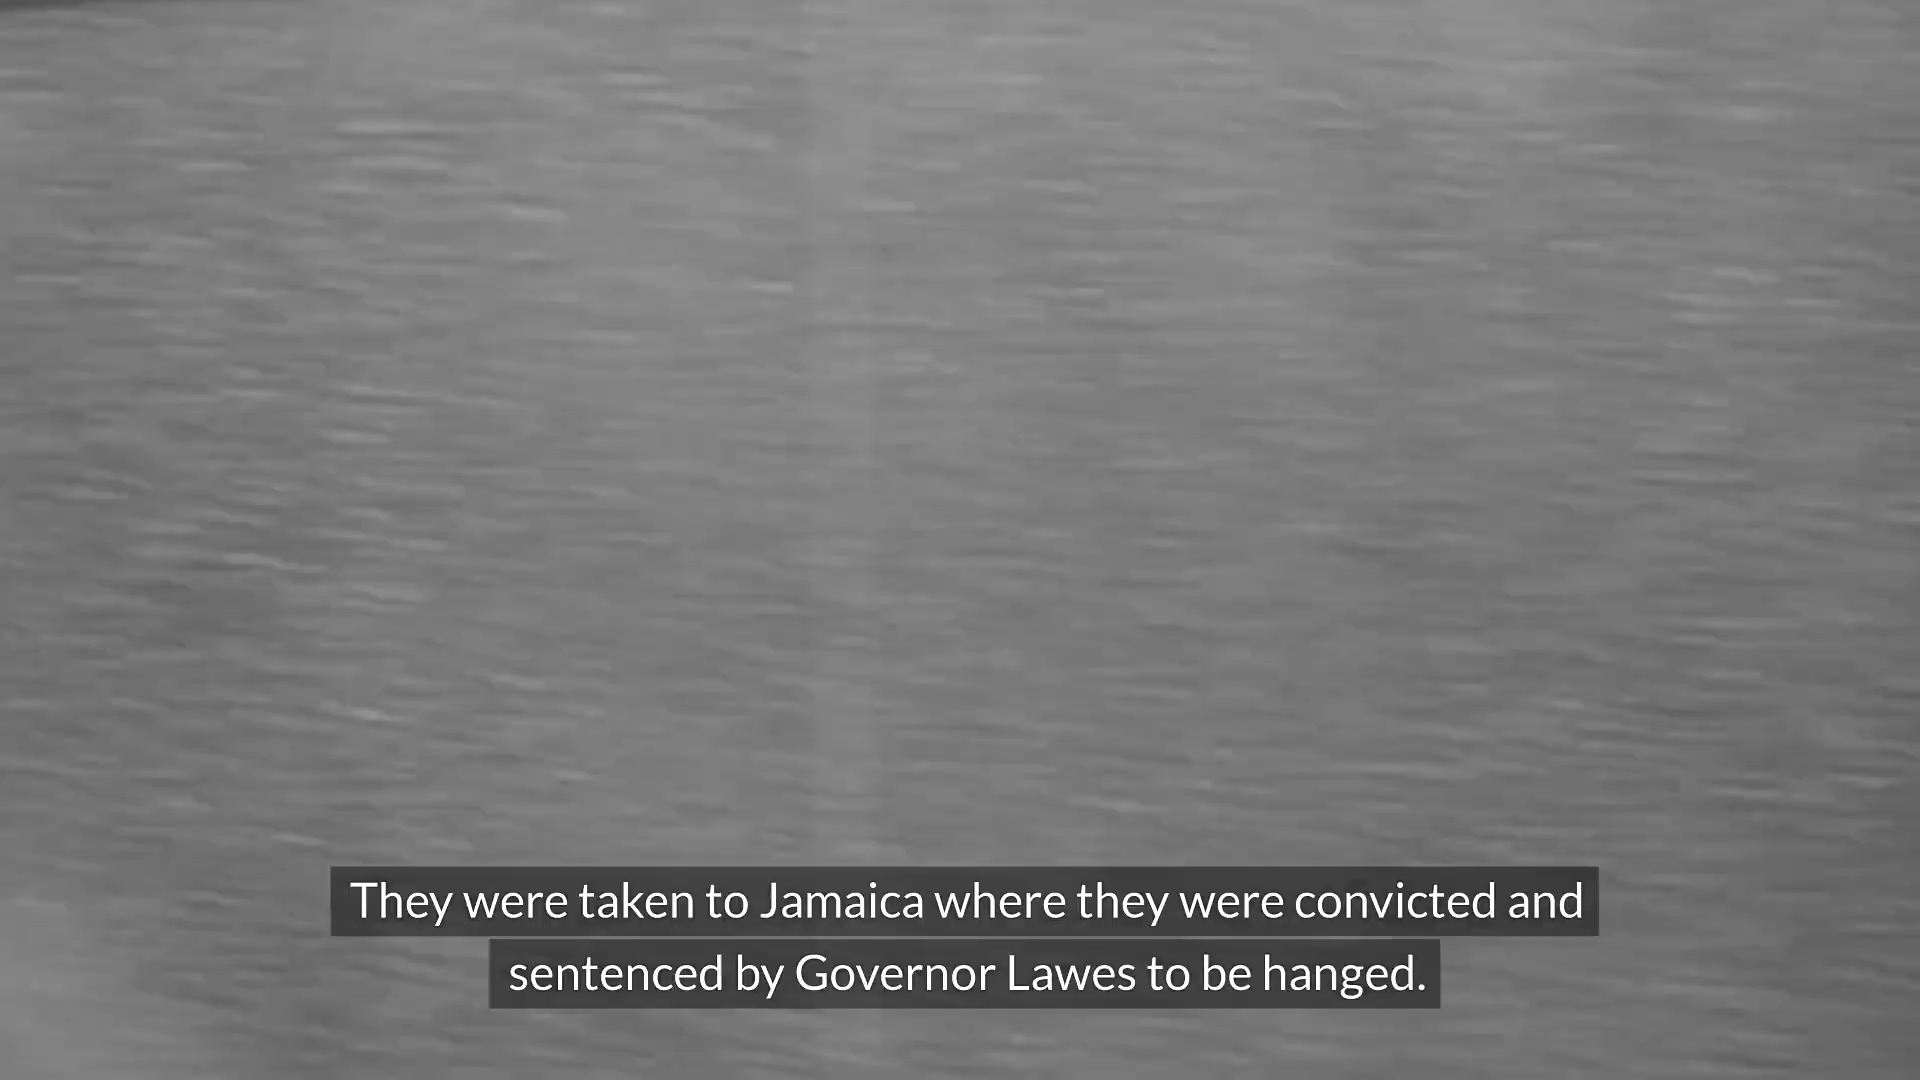 They were taken to Jamaica where they were convicted and
sentenced by Governor Lawes to be hanged.